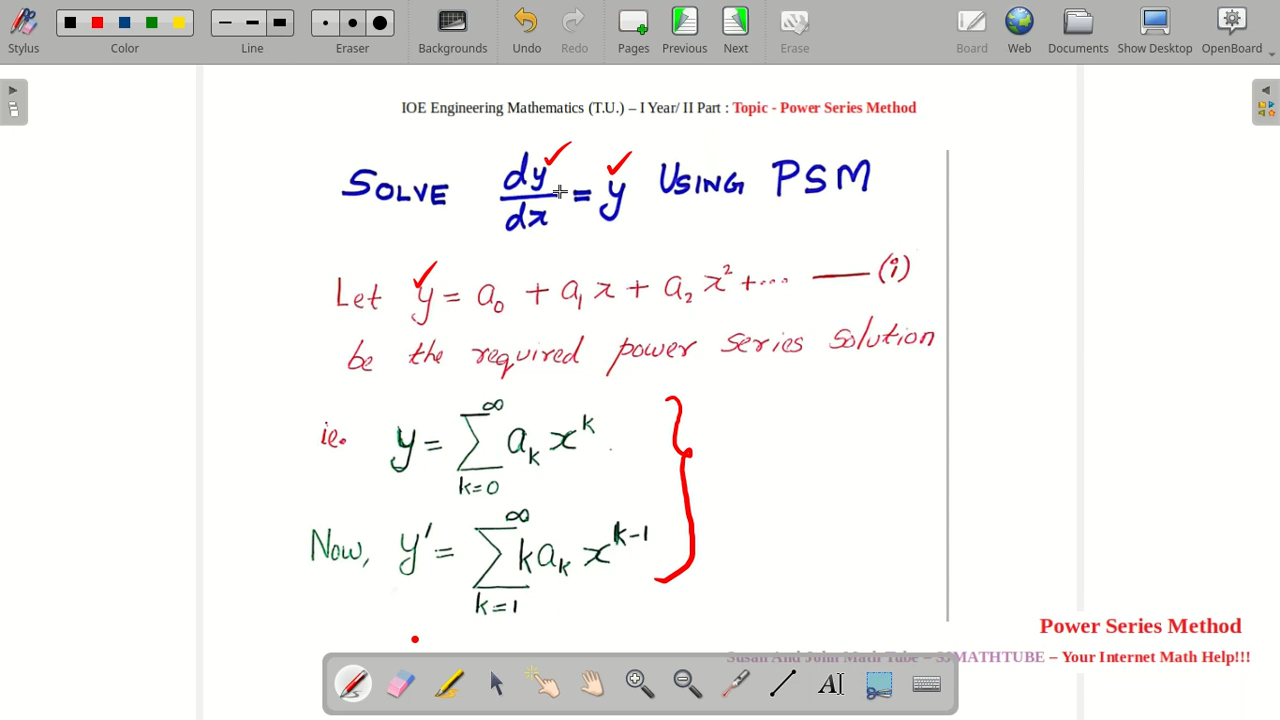 Stylus Color Line Eraser Backgrounds Undo Redo Pages Previous Next Erase Board Web Documents Show Desktop OpenBoard
IOE Engineering Mathematics (T.U.) – I Year/ II Part : Topic - Power Series Method
SOLVE dy/dx = y USING PSM
Let y = a₀ + a₁x + a₂x² + ... — (i)
be the required power series solution
ie. y = ∑_{k=0}^{∞} a_k x^k .
Now, y' = ∑_{k=1}^{∞} k a_k x^{k-1}
Power Series Method
Susan And John Math Tube – SJMATHTUBE – Your Internet Math Help!!!
AI